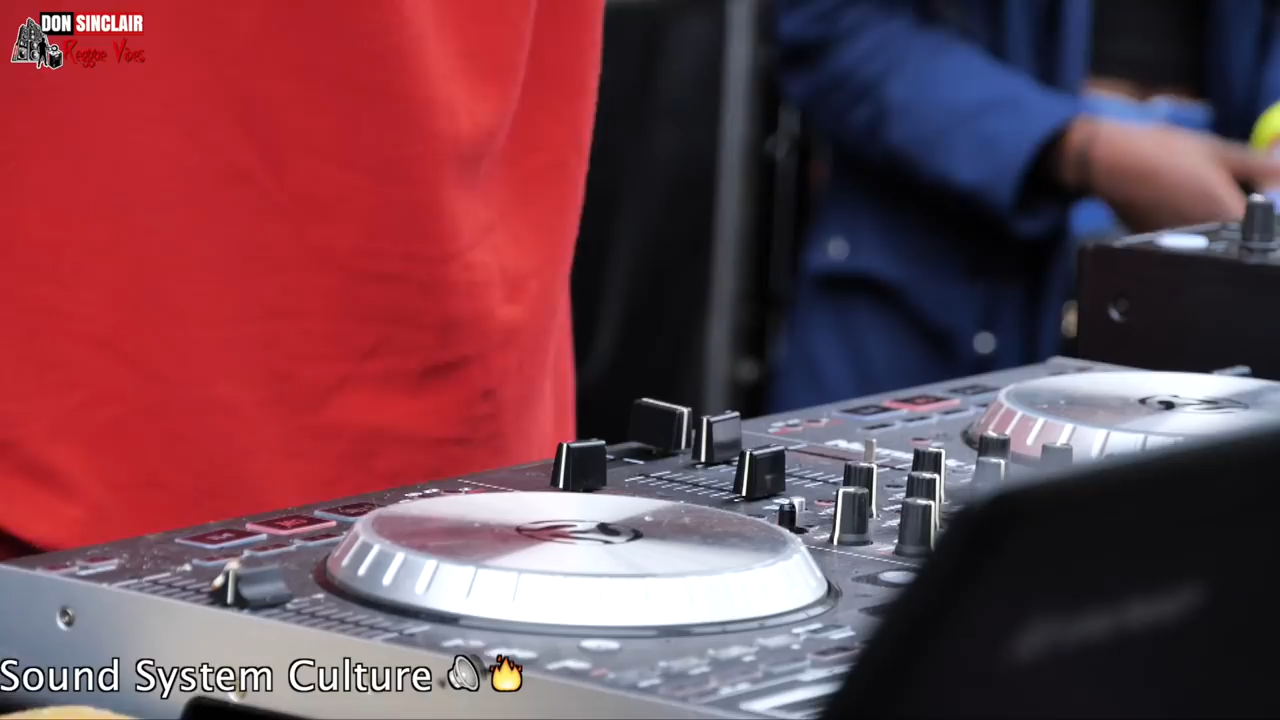 DON SINCLAIR
Reggae Vibes
Sound System Culture 🔊🔥